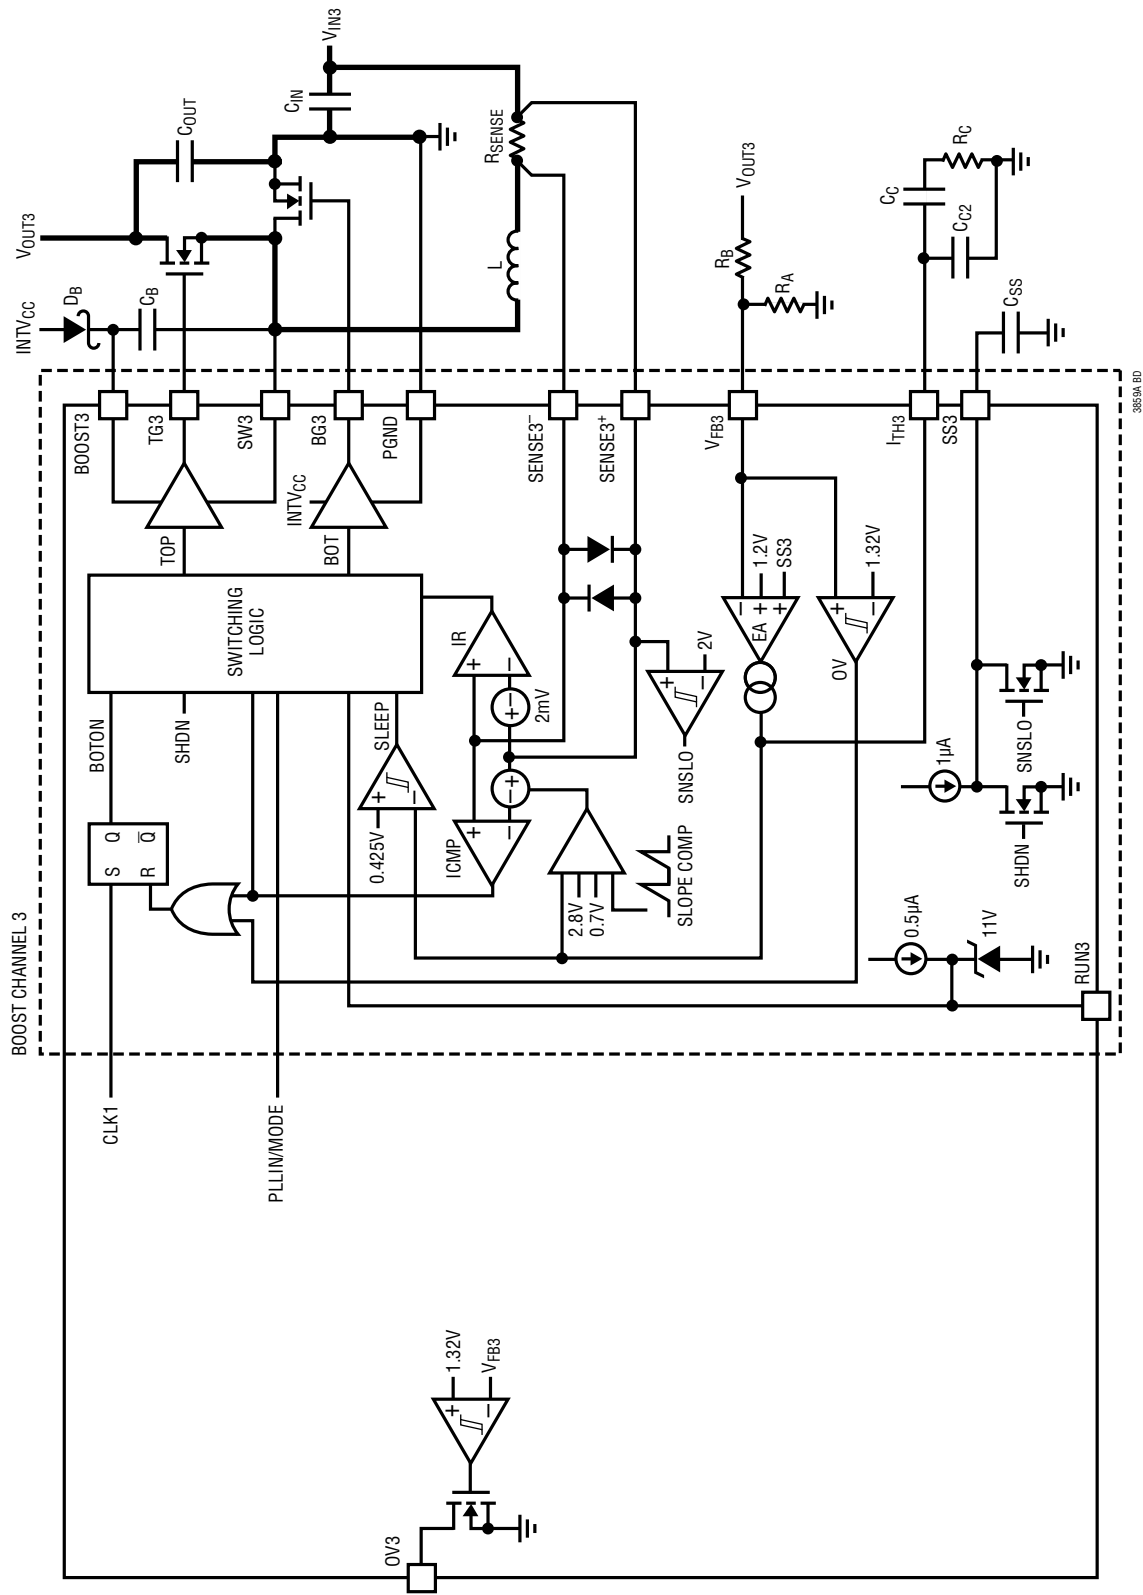 BOOST CHANNEL 3
CLK1
PLLIN/MODE
BOTON
SHDN
S Q
R Q̅
SWITCHING
LOGIC
TOP
BOT
INTVCC
BOOST3
TG3
SW3
BG3
PGND
INTVCC
DB
CB
VOUT3
COUT
CIN
VIN3
RSENSE
L
SENSE3−
SENSE3+
SLEEP
+
−
0.425V
IR
+
−
− +
2mV
− +
ICMP
+
−
2.8V
0.7V
SLOPE COMP
SNSLO
+
−
2V
VFB3
VOUT3
RB
RA
−
+
+
EA
1.2V
SS3
+
−
1.32V
OV
ITH3
SS3
CC
RC
CC2
CSS
1µA
SNSLO
SHDN
0.5µA
11V
RUN3
OV3
+
−
1.32V
VFB3
3859A BD